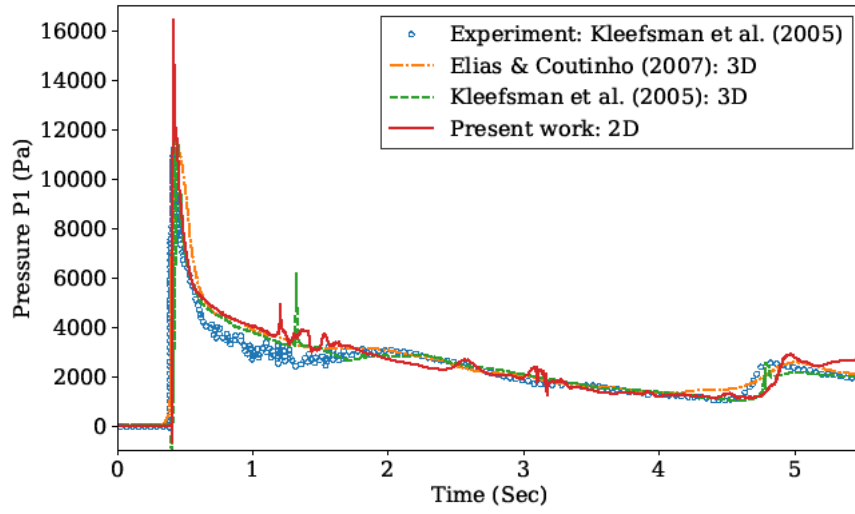 16000
14000
12000
10000
8000
6000
4000
2000
0
Pressure P1 (Pa)
Experiment: Kleefsman et al. (2005)
Elias & Coutinho (2007): 3D
Kleefsman et al. (2005): 3D
Present work: 2D
0 1 2 3 4 5
Time (Sec)